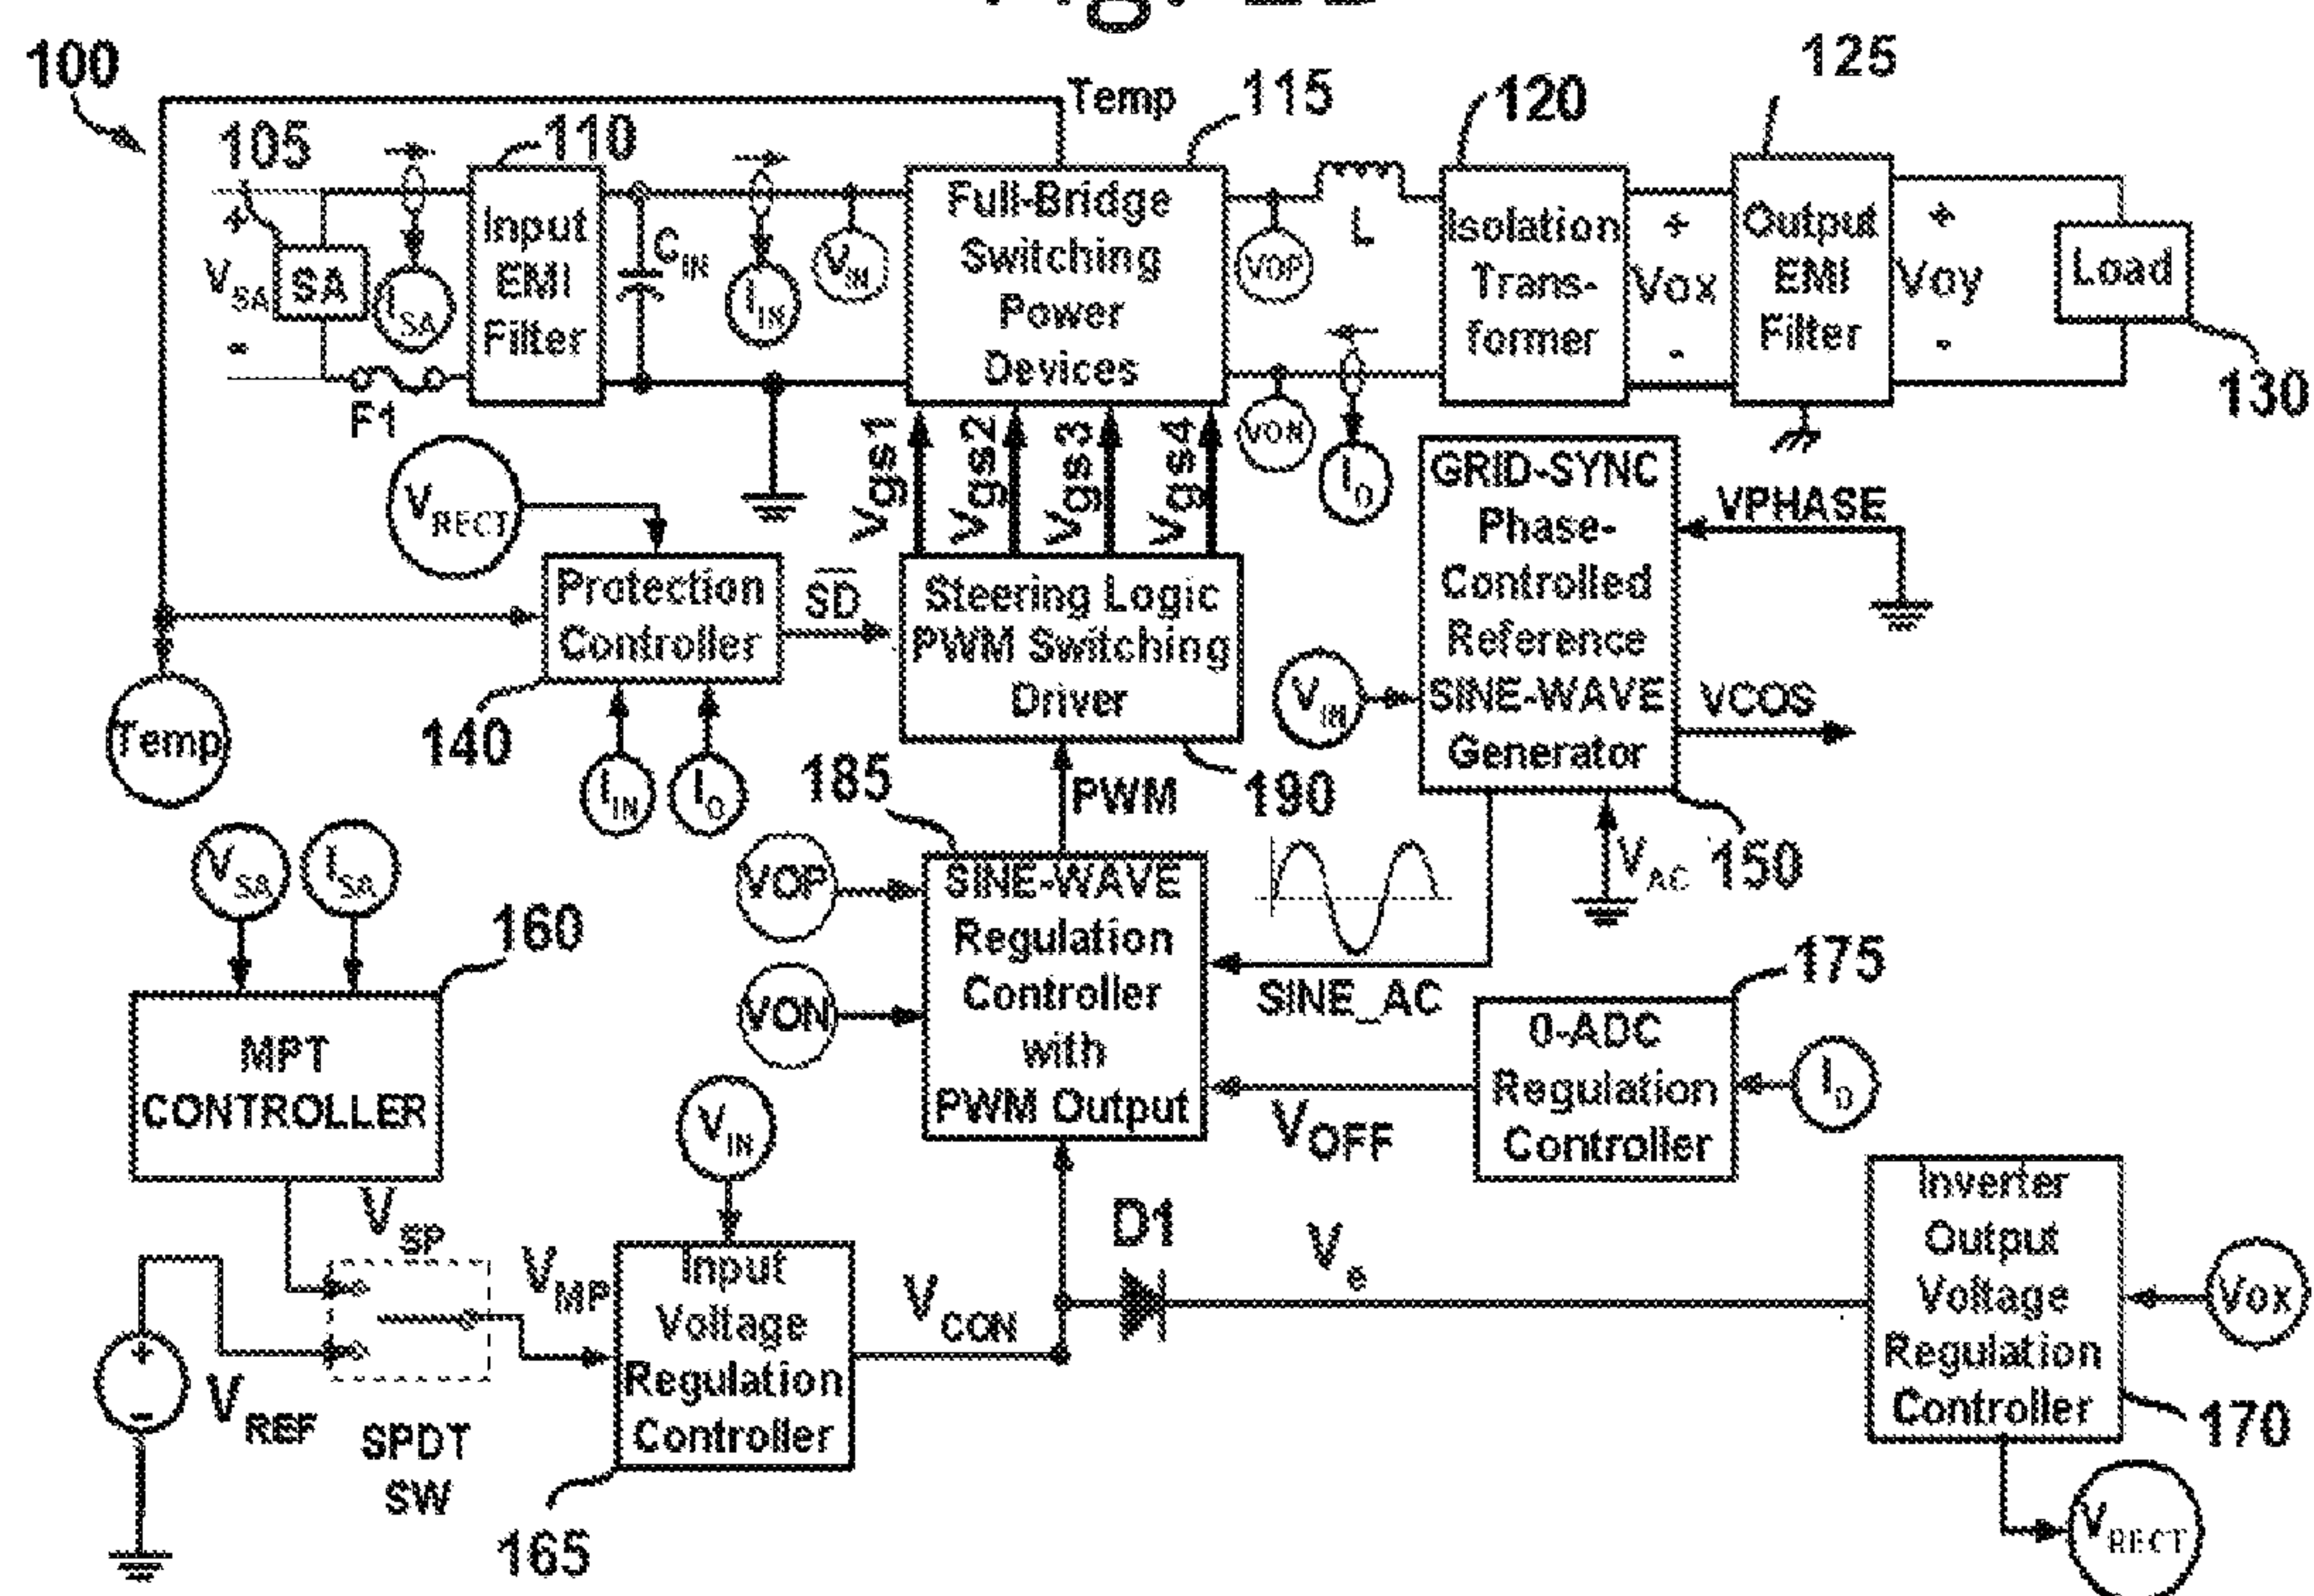 100
Temp
115
120
125
105
110
+
V_SA
-
SA
I_SA
F1
Input
EMI
Filter
C_IN
I_IN
V_IN
Full-Bridge
Switching
Power
Devices
VOP
VON
L
I_O
Isolation
Trans-
former
+
Vox
-
Output
EMI
Filter
+
Voy
-
Load
130
V_RECT
Vgs1
Vgs2
Vgs3
Vgs4
Protection
Controller
SD
Steering Logic
PWM Switching
Driver
GRID-SYNC
Phase-
Controlled
Reference
SINE-WAVE
Generator
VPHASE
VCOS
V_IN
Temp
140
I_IN
I_O
185
PWM
190
V_AC
150
V_SA
I_SA
160
MPT
CONTROLLER
VOP
VON
SINE-WAVE
Regulation
Controller
with
PWM Output
SINE_AC
175
0-ADC
Regulation
Controller
I_O
V_OFF
V_IN
V_SP
V_MP
Input
Voltage
Regulation
Controller
V_CON
D1
V_e
Inverter
Output
Voltage
Regulation
Controller
Vox
170
V_RECT
+
-
V_REF
SPDT
SW
165